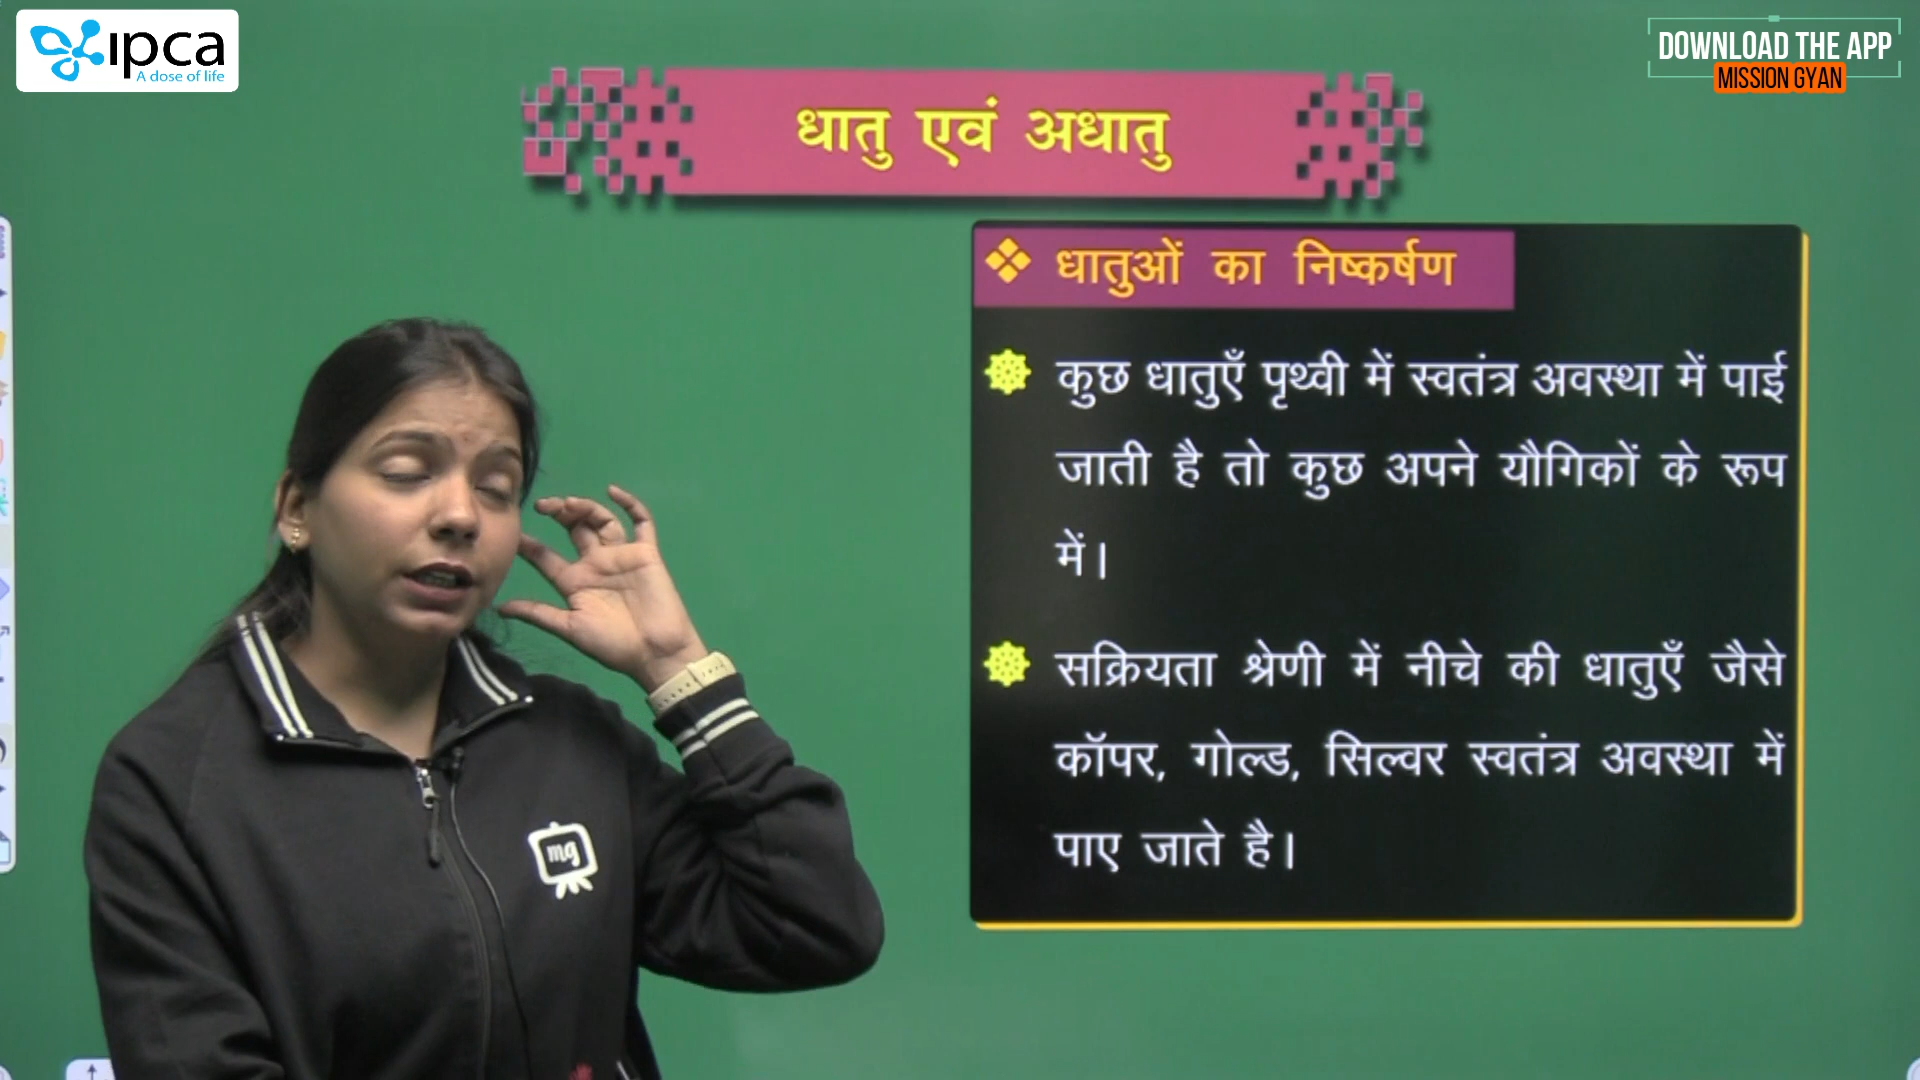 ipca
A dose of life
DOWNLOAD THE APP
MISSION GYAN
धातु एवं अधातु
धातुओं का निष्कर्षण
कुछ धातुएँ पृथ्वी में स्वतंत्र अवस्था में पाई
जाती है तो कुछ अपने यौगिकों के रूप
में।
सक्रियता श्रेणी में नीचे की धातुएँ जैसे
कॉपर, गोल्ड, सिल्वर स्वतंत्र अवस्था में
पाए जाते है।
mg